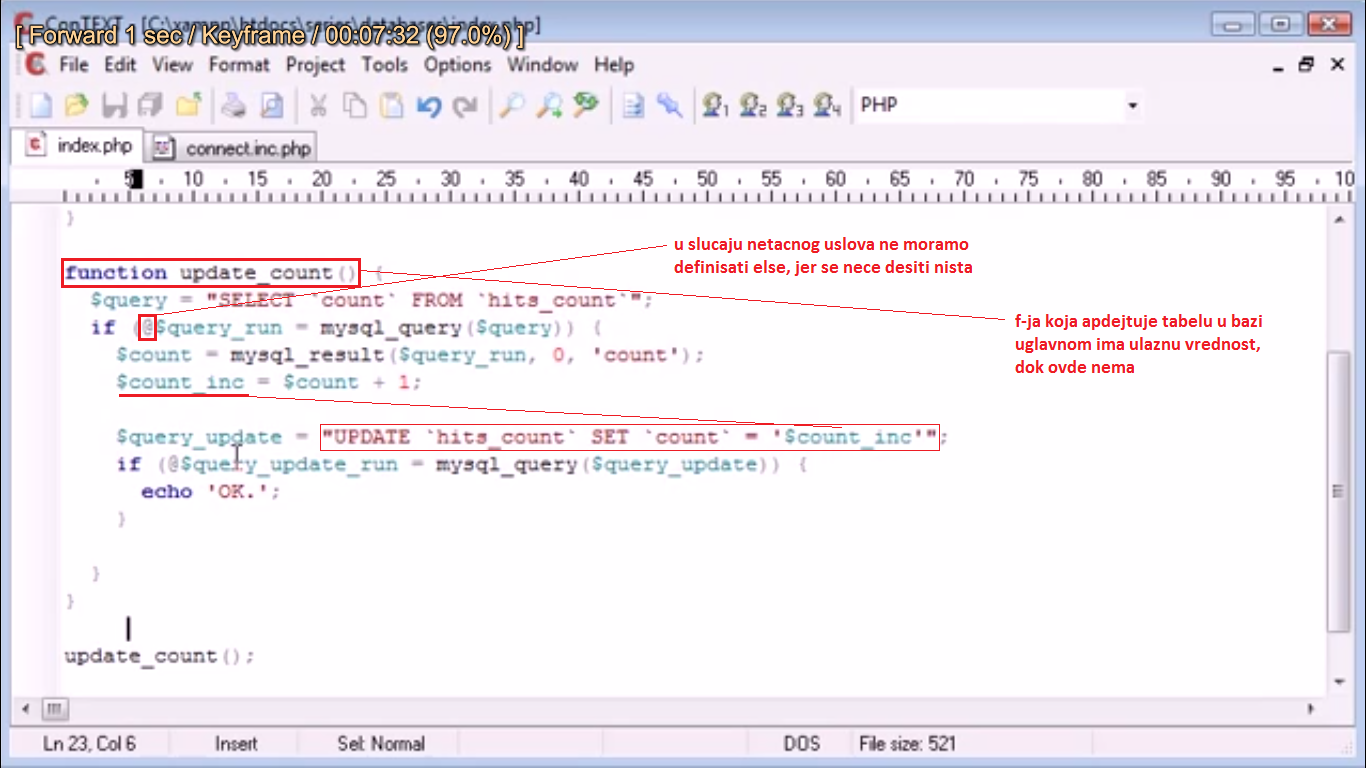 ConTEXT - [C:\xampp\htdocs\series\databases\index.php]
[ Forward 1 sec / Keyframe / 00:07:32 (97.0%) ]
File Edit View Format Project Tools Options Window Help
1 2 3 4 PHP
index.php connect.inc.php
5 10 15 20 25 30 35 40 45 50 55 60 65 70 75 80 85 90 95 10
}
function update_count() {
$query = "SELECT `count` FROM `hits_count`";
if (@$query_run = mysql_query($query)) {
$count = mysql_result($query_run, 0, 'count');
$count_inc = $count + 1;
$query_update = "UPDATE `hits_count` SET `count` = '$count_inc'";
if (@$query_update_run = mysql_query($query_update)) {
echo 'OK.';
}
}
}
update_count();
u slucaju netacnog uslova ne moramo
definisati else, jer se nece desiti nista
f-ja koja apdejtuje tabelu u bazi
uglavnom ima ulaznu vrednost,
dok ovde nema
Ln 23, Col 6 Insert Sel: Normal DOS File size: 521